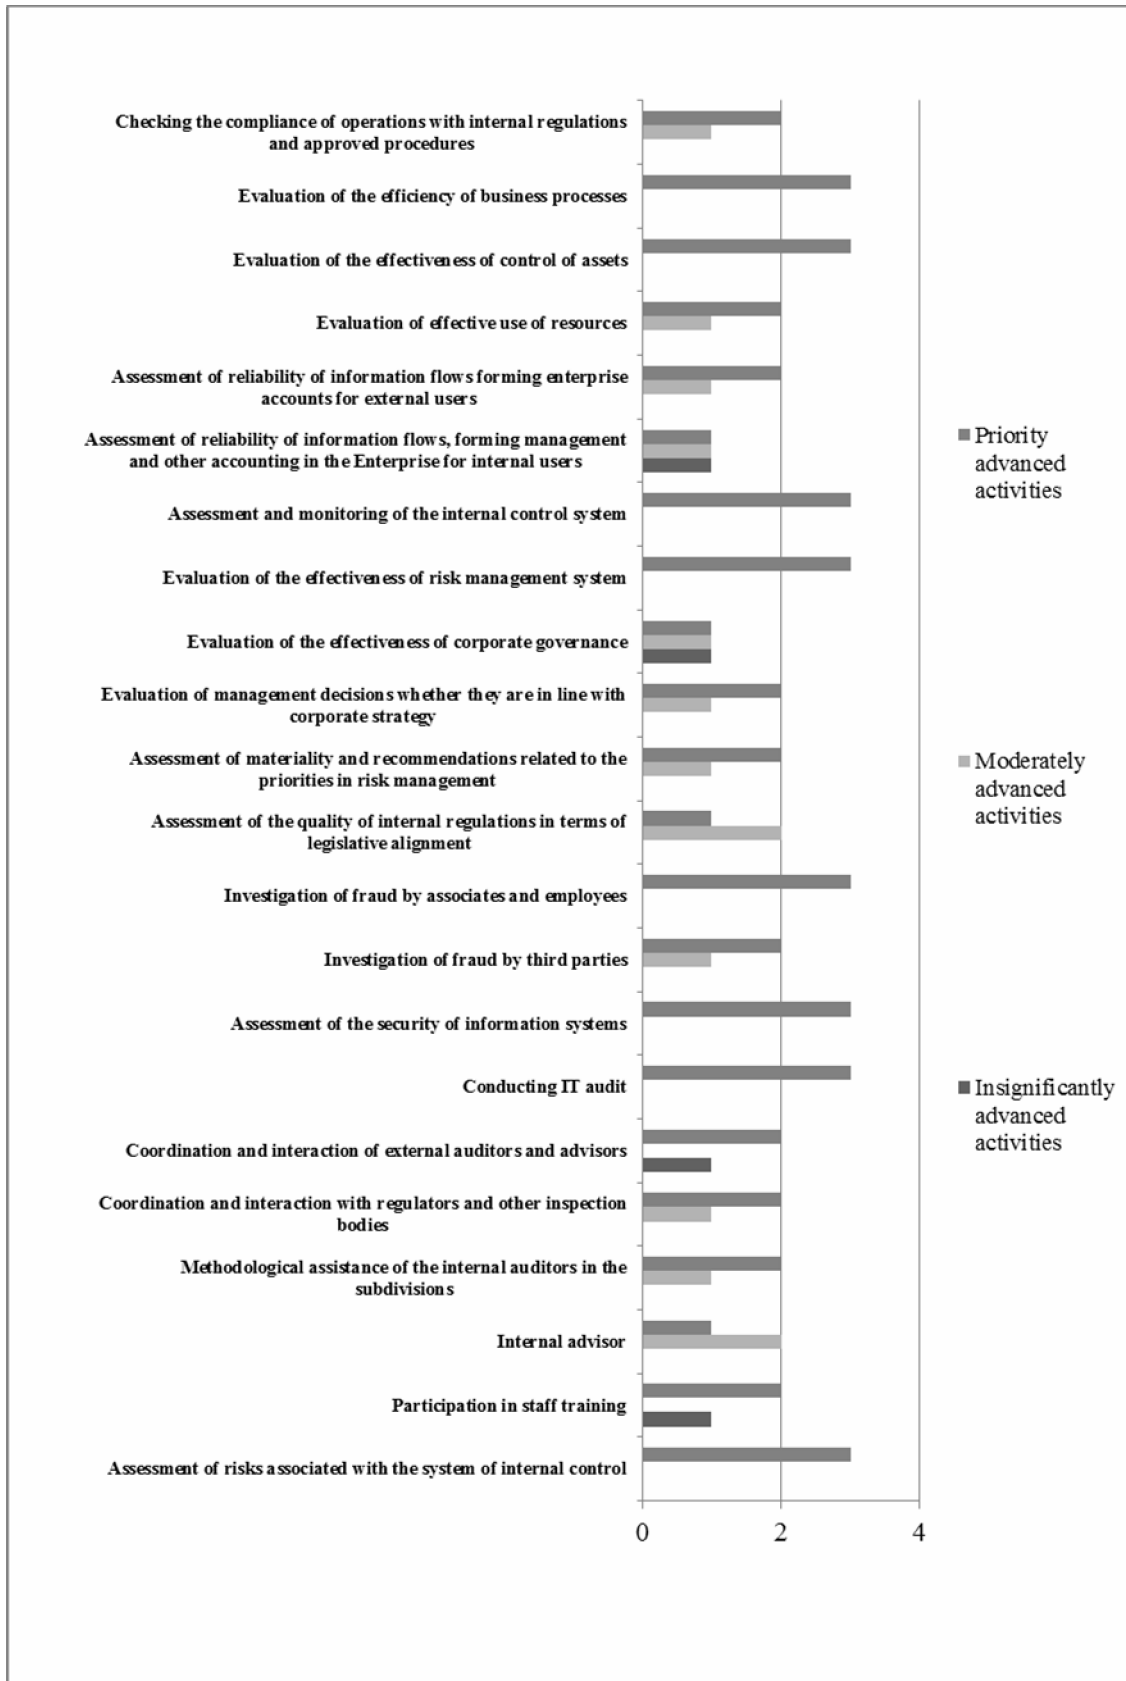 Checking the compliance of operations with internal regulations
and approved procedures
Evaluation of the efficiency of business processes
Evaluation of the effectiveness of control of assets
Evaluation of effective use of resources
Assessment of reliability of information flows forming enterprise
accounts for external users
Assessment of reliability of information flows, forming management
and other accounting in the Enterprise for internal users
Assessment and monitoring of the internal control system
Evaluation of the effectiveness of risk management system
Evaluation of the effectiveness of corporate governance
Evaluation of management decisions whether they are in line with
corporate strategy
Assessment of materiality and recommendations related to the
priorities in risk management
Assessment of the quality of internal regulations in terms of
legislative alignment
Investigation of fraud by associates and employees
Investigation of fraud by third parties
Assessment of the security of information systems
Conducting IT audit
Coordination and interaction of external auditors and advisors
Coordination and interaction with regulators and other inspection
bodies
Methodological assistance of the internal auditors in the
subdivisions
Internal advisor
Participation in staff training
Assessment of risks associated with the system of internal control
0 2 4
Priority
advanced
activities
Moderately
advanced
activities
Insignificantly
advanced
activities